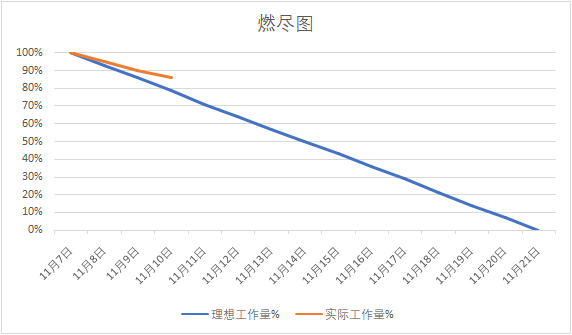 燃尽图
100%
90%
80%
70%
60%
50%
40%
30%
20%
10%
0%
11月7日
11月8日
11月9日
11月10日
11月11日
11月12日
11月13日
11月14日
11月15日
11月16日
11月17日
11月18日
11月19日
11月20日
11月21日
理想工作量% 实际工作量%